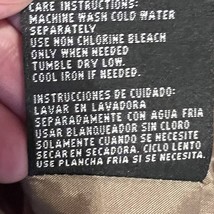 CARE INSTRUCTIONS:
MACHINE WASH COLD WATER
SEPARATELY
USE NON CHLORINE BLEACH
ONLY WHEN NEEDED
TUMBLE DRY LOW.
COOL IRON IF NEEDED.
INSTRUCCIONES DE CUIDADO:
LAVAR EN LAVADORA
SEPARADAMENTE CON AGUA FRIA
USAR BLANQUEADOR SIN CLORO
SOLAMENTE CUANDO SE NECESITE
SECAR EN SECADORA. CICLO LENTO
USE PLANCHA FRIA SI SE NECESITA.